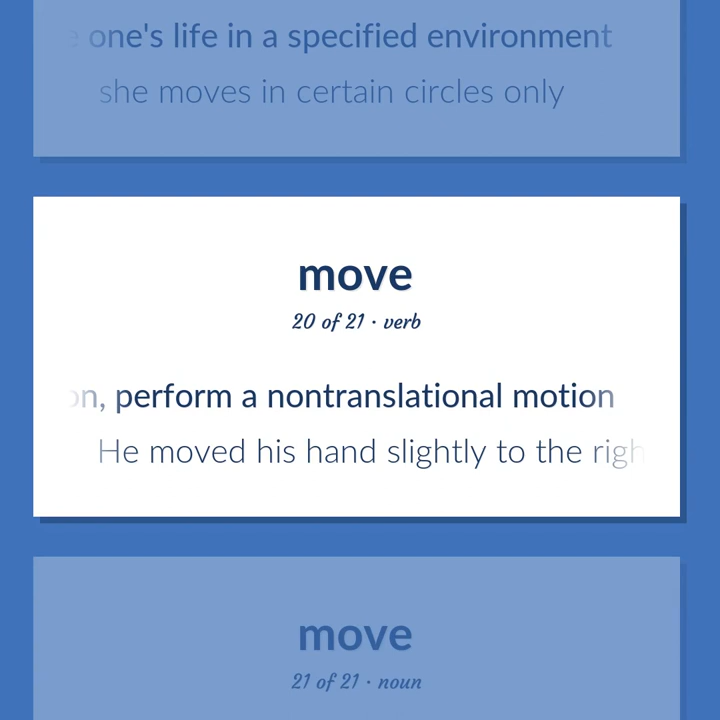 one's life in a specified environment
she moves in certain circles only
move
20 of 21 · verb
perform a nontranslational motion
He moved his hand slightly to the
move
21 of 21 · noun